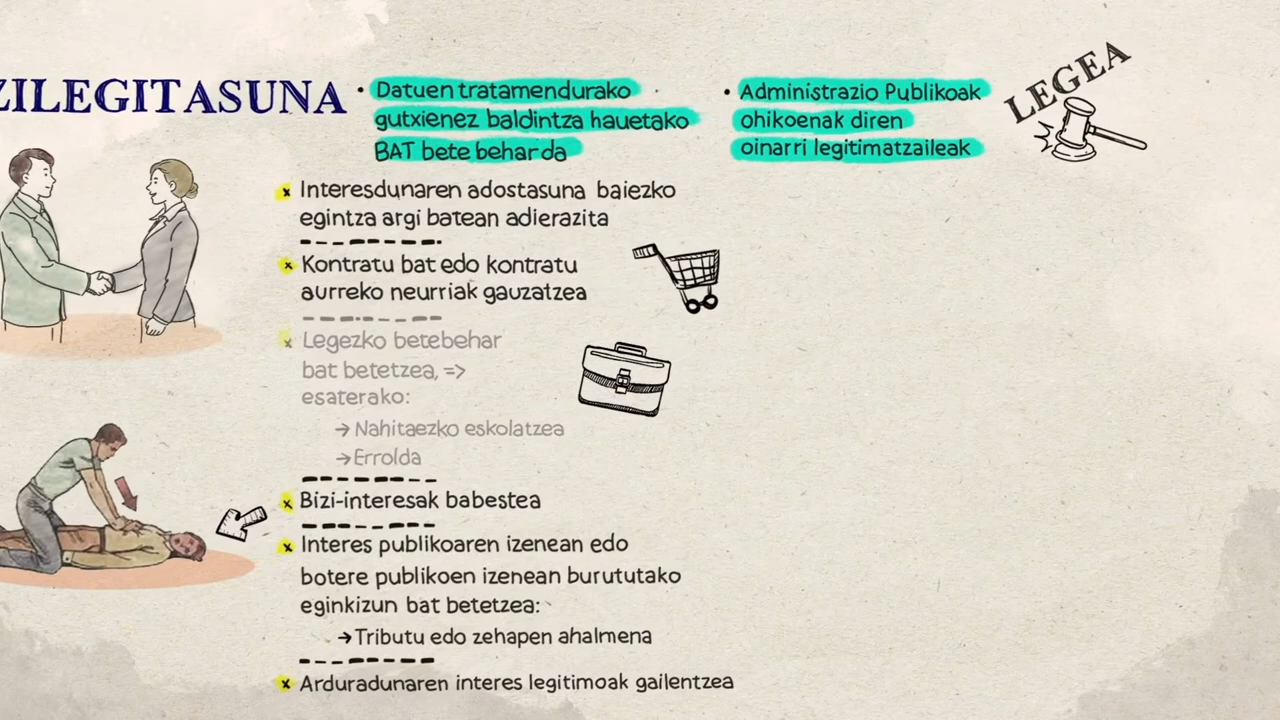 ZILEGITASUNA
• Datuen tratamendurako
gutxienez baldintza hauetako
BAT bete behar da
x Interesdunaren adostasuna baiezko
egintza argi batean adierazita
x Kontratu bat edo kontratu
aurreko neurriak gauzatzea
x Legezko betebehar
bat betetzea, =>
esaterako:
→ Nahitaezko eskolatzea
→ Errolda
x Bizi-interesak babestea
x Interes publikoaren izenean edo
botere publikoen izenean burututako
eginkizun bat betetzea:
→ Tributu edo zehapen ahalmena
x Arduradunaren interes legitimoak gailentzea
• Administrazio Publikoak
ohikoenak diren
oinarri legitimatzaileak
LEGEA